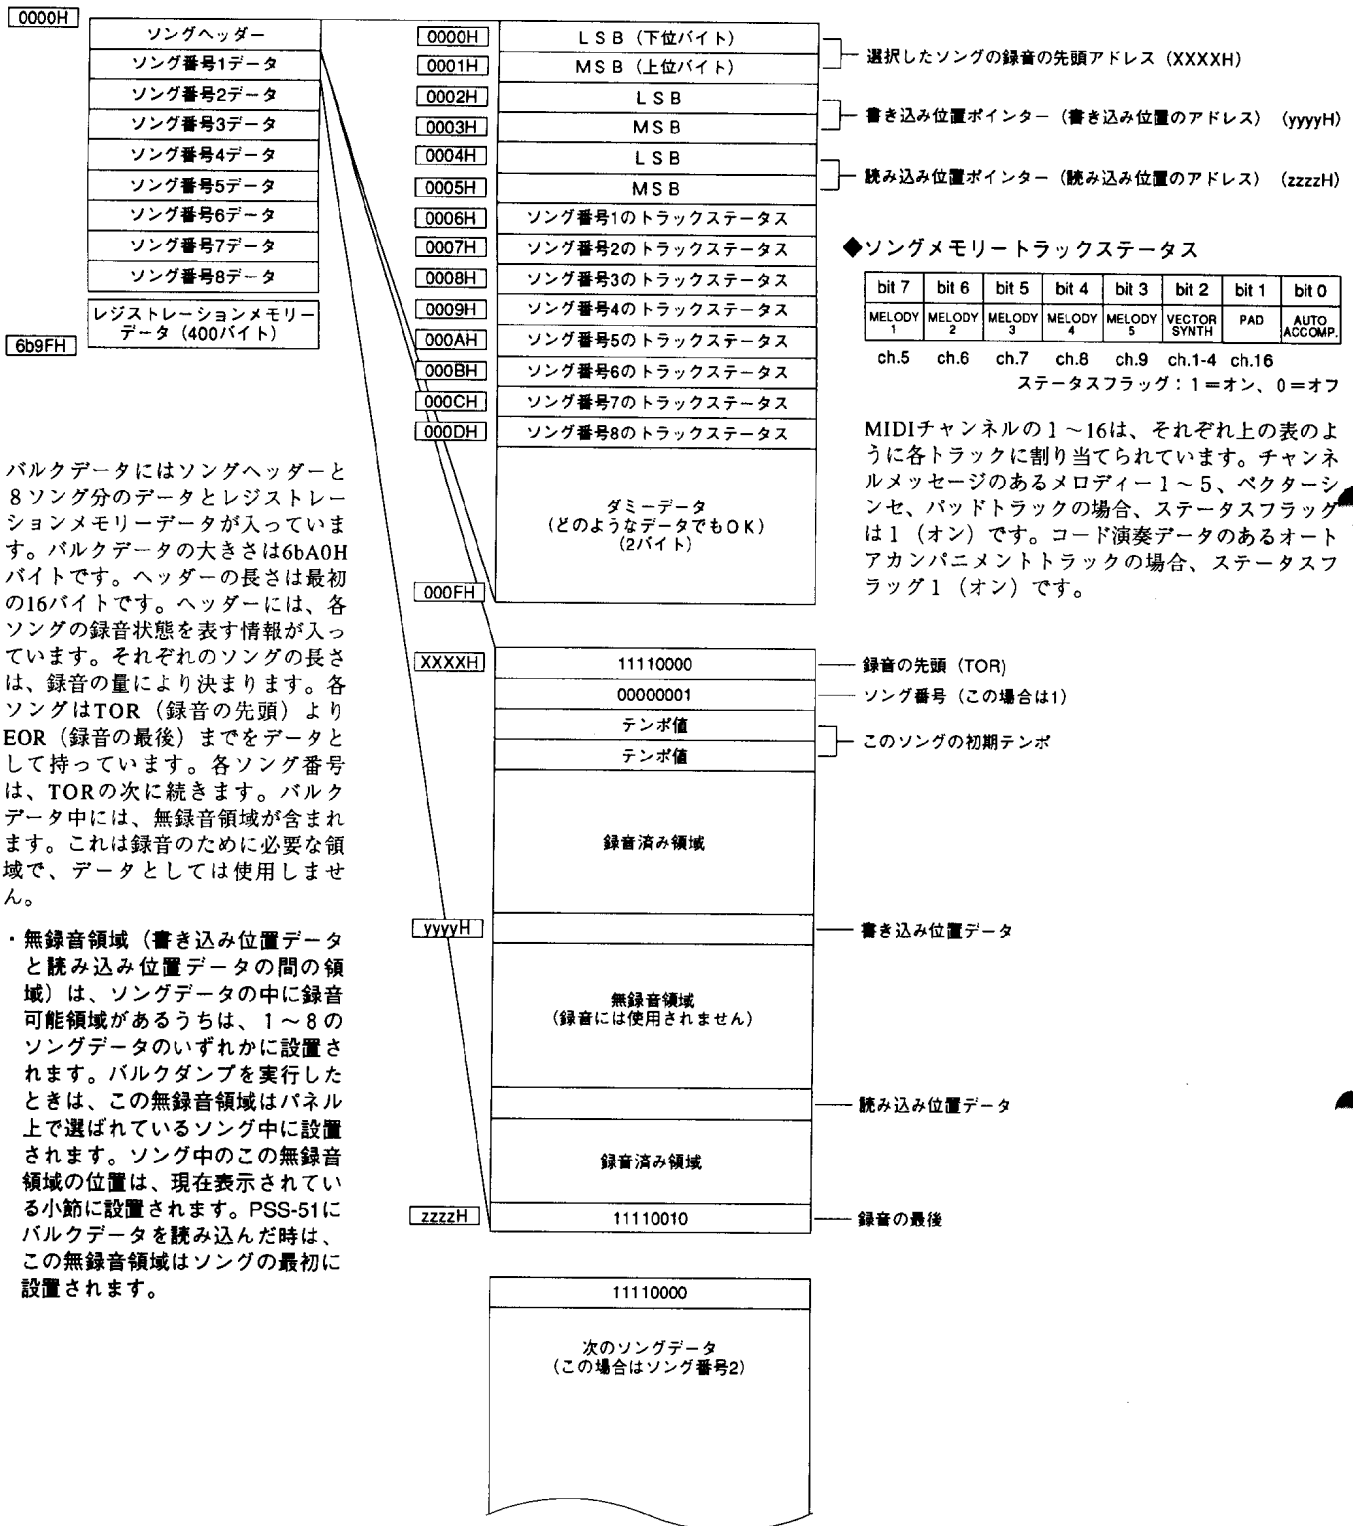 0000H
ソングヘッダー
ソング番号1データ
ソング番号2データ
ソング番号3データ
ソング番号4データ
ソング番号5データ
ソング番号6データ
ソング番号7データ
ソング番号8データ
レジストレーションメモリー
データ(400バイト)
6b9FH
バルクデータにはソングヘッダーと
8ソング分のデータとレジストレー
ションメモリーデータが入っていま
す。バルクデータの大きさは6bA0H
バイトです。ヘッダーの長さは最初
の16バイトです。ヘッダーには、各
ソングの録音状態を表す情報が入っ
ています。それぞれのソングの長さ
は、録音の量により決まります。各
ソングはTOR(録音の先頭)より
EOR(録音の最後)までをデータと
して持っています。各ソング番号
は、TORの次に続きます。バルク
データ中には、無録音領域が含まれ
ます。これは録音のために必要な領
域で、データとしては使用しませ
ん。
・無録音領域(書き込み位置データ
と読み込み位置データの間の領
域)は、ソングデータの中に録音
可能領域があるうちは、1~8の
ソングデータのいずれかに設置さ
れます。バルクダンプを実行した
ときは、この無録音領域はパネル
上で選ばれているソング中に設置
されます。ソング中のこの無録音
領域の位置は、現在表示されてい
る小節に設置されます。PSS-51に
バルクデータを読み込んだ時は、
この無録音領域はソングの最初に
設置されます。
0000H LSB(下位バイト)
0001H MSB(上位バイト)
選択したソングの録音の先頭アドレス(XXXXH)
0002H LSB
0003H MSB
書き込み位置ポインター(書き込み位置のアドレス) (yyyyH)
0004H LSB
0005H MSB
読み込み位置ポインター(読み込み位置のアドレス) (zzzzH)
0006H ソング番号1のトラックステータス
0007H ソング番号2のトラックステータス
0008H ソング番号3のトラックステータス
0009H ソング番号4のトラックステータス
000AH ソング番号5のトラックステータス
000BH ソング番号6のトラックステータス
000CH ソング番号7のトラックステータス
000DH ソング番号8のトラックステータス
ダミーデータ
(どのようなデータでもOK)
(2バイト)
000FH
◆ソングメモリートラックステータス
bit 7 bit 6 bit 5 bit 4 bit 3 bit 2 bit 1 bit 0
MELODY 1 MELODY 2 MELODY 3 MELODY 4 MELODY 5 VECTOR SYNTH PAD AUTO ACCOMP.
ch.5 ch.6 ch.7 ch.8 ch.9 ch.1-4 ch.16
ステータスフラッグ:1=オン、0=オフ
MIDIチャンネルの1~16は、それぞれ上の表のよ
うに各トラックに割り当てられています。チャンネ
ルメッセージのあるメロディー1~5、ベクターシ
ンセ、パッドトラックの場合、ステータスフラッグ
は1(オン)です。コード演奏データのあるオート
アカンパニメントトラックの場合、ステータスフ
ラッグ1(オン)です。
XXXXH 11110000 録音の先頭(TOR)
00000001 ソング番号(この場合は1)
テンポ値
テンポ値
このソングの初期テンポ
録音済み領域
yyyyH 書き込み位置データ
無録音領域
(録音には使用されません)
読み込み位置データ
録音済み領域
zzzzH 11110010 録音の最後
11110000
次のソングデータ
(この場合はソング番号2)